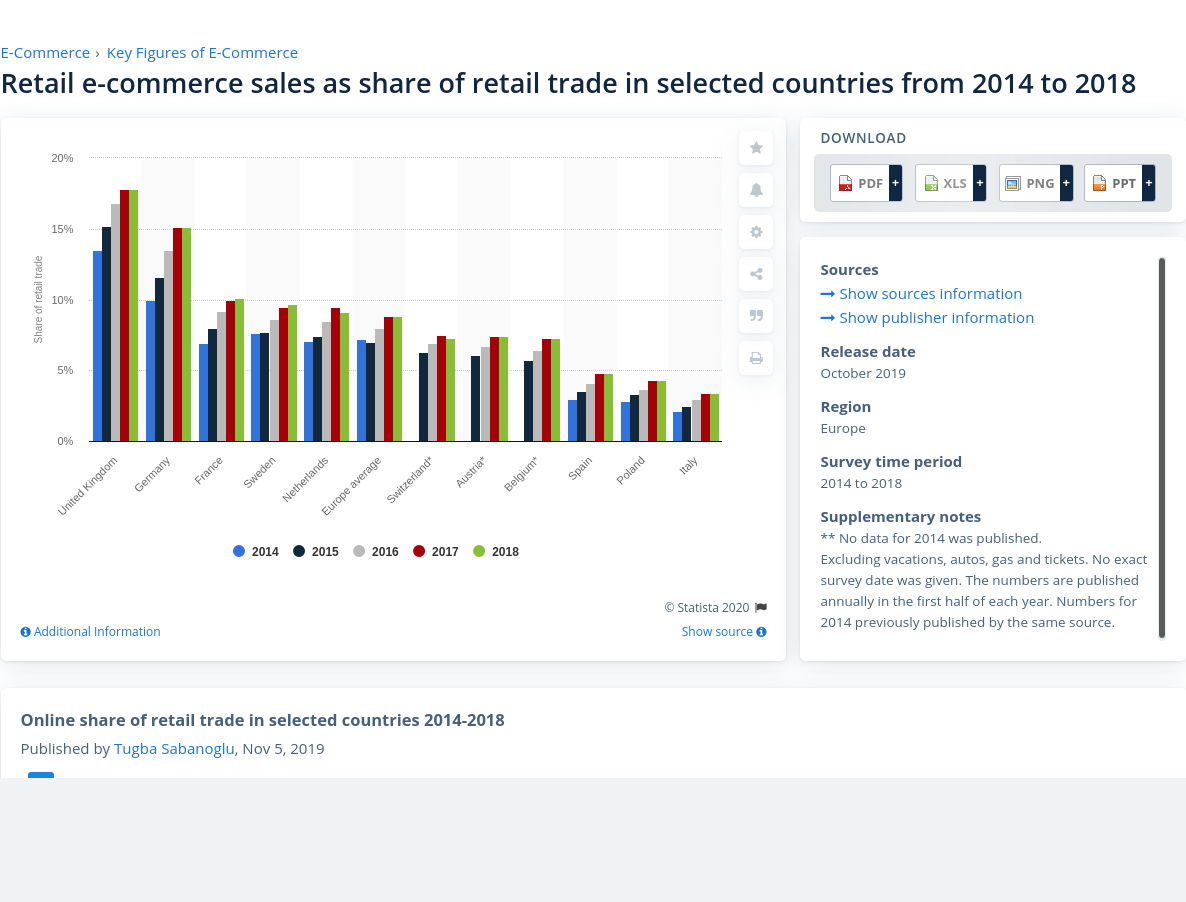 E-Commerce › Key Figures of E-Commerce
Retail e-commerce sales as share of retail trade in selected countries from 2014 to 2018
20%
15%
10%
5%
0%
Share of retail trade
United Kingdom
Germany
France
Sweden
Netherlands
Europe average
Switzerland*
Austria*
Belgium*
Spain
Poland
Italy
2014 2015 2016 2017 2018
© Statista 2020
Additional Information
Show source
DOWNLOAD
PDF + XLS + PNG + PPT +
Sources
Show sources information
Show publisher information
Release date
October 2019
Region
Europe
Survey time period
2014 to 2018
Supplementary notes
** No data for 2014 was published.
Excluding vacations, autos, gas and tickets. No exact
survey date was given. The numbers are published
annually in the first half of each year. Numbers for
2014 previously published by the same source.
Online share of retail trade in selected countries 2014-2018
Published by Tugba Sabanoglu, Nov 5, 2019